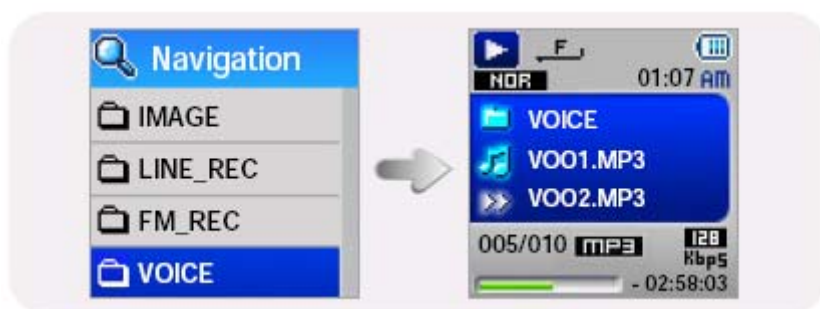 Navigation
IMAGE
LINE_REC
FM_REC
VOICE
F
NOR
01:07 AM
VOICE
VOO1.MP3
VOO2.MP3
005/010 MP3 128 Kbps
- 02:58:03